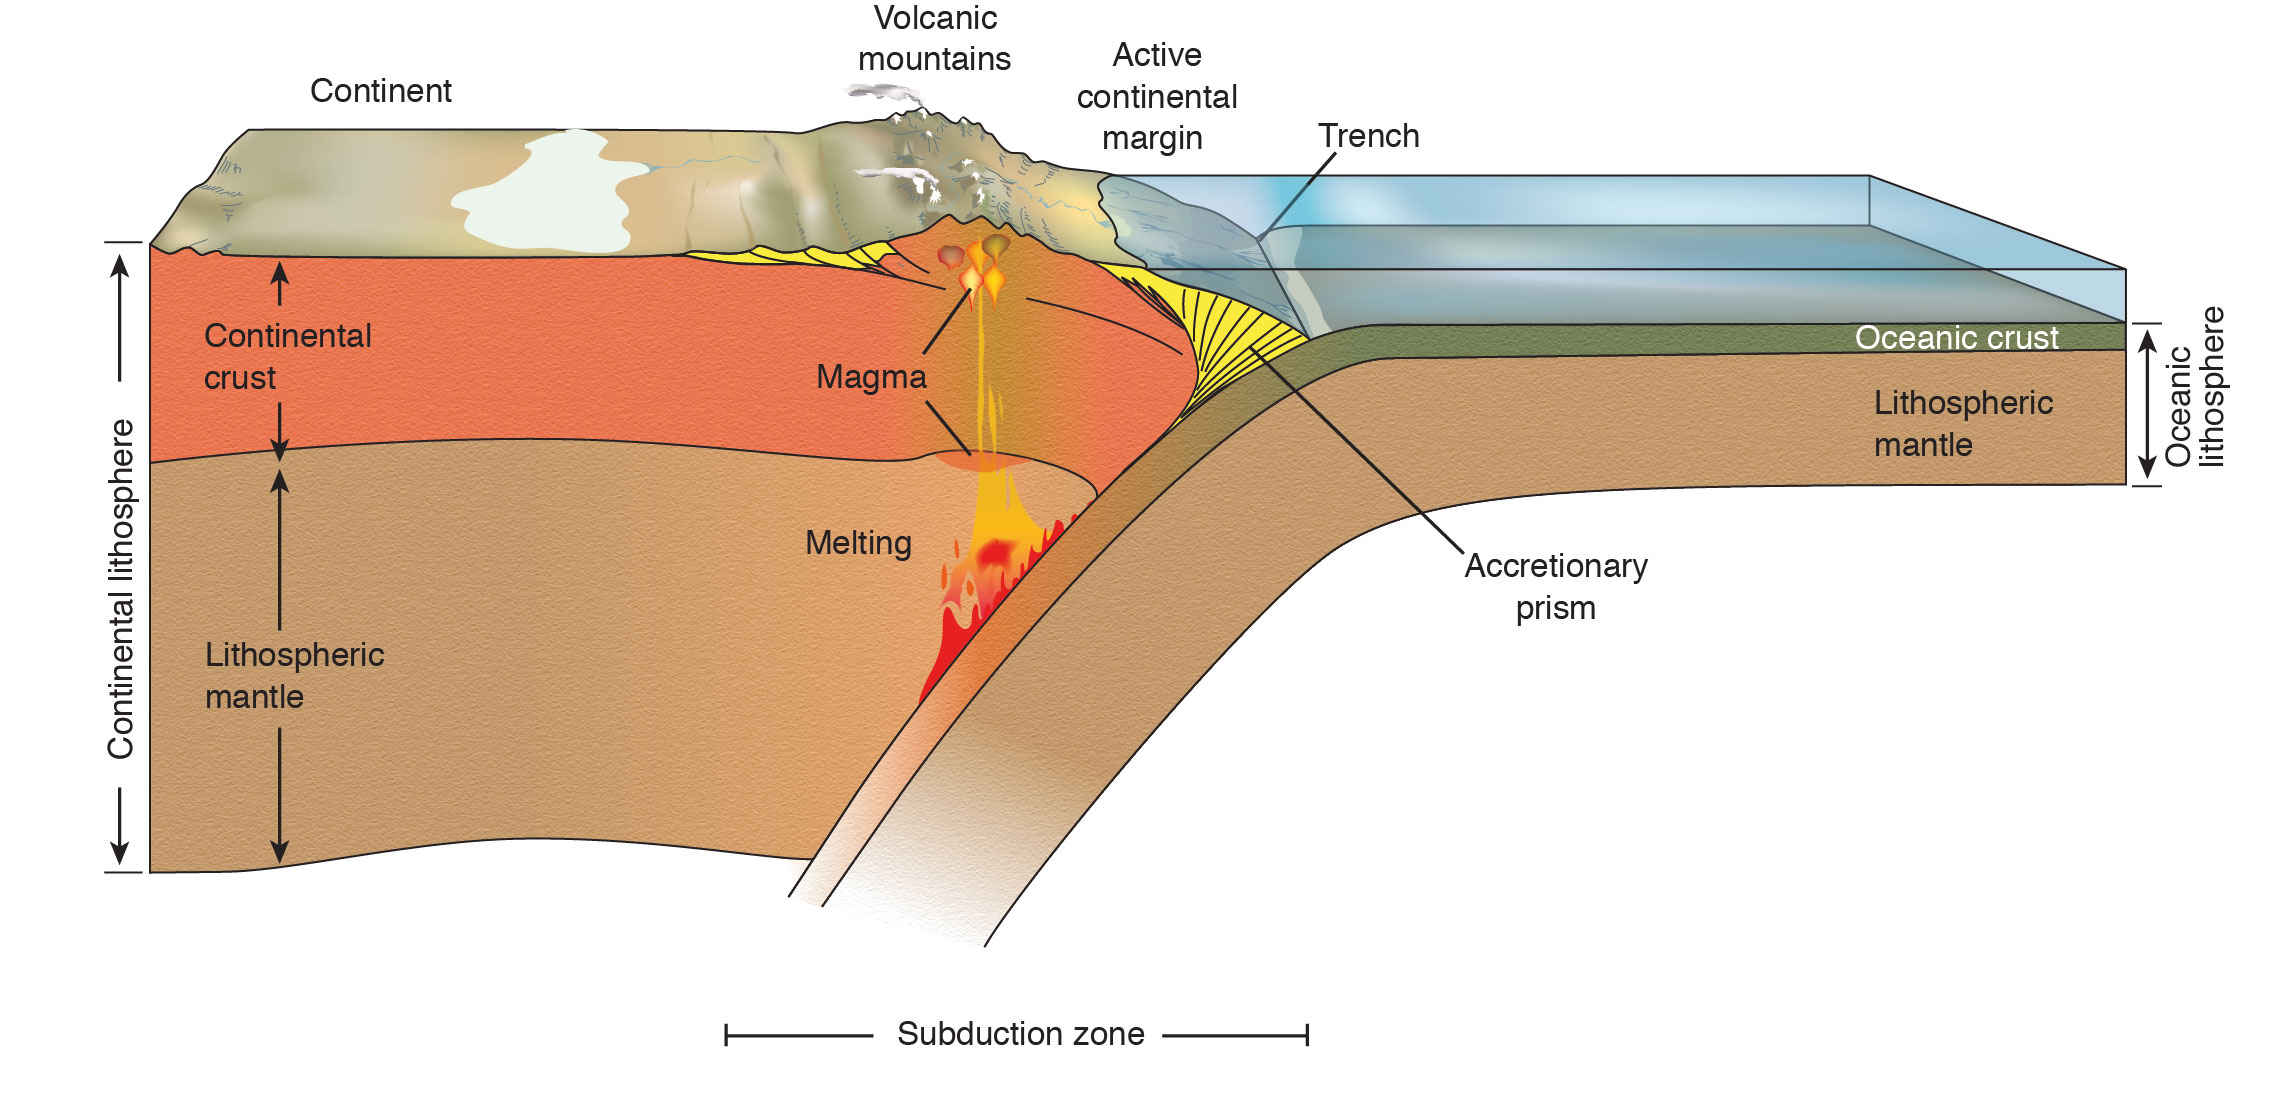 Volcanic
mountains
Active
continental
margin
Continent
Trench
Continental
crust
Magma
Oceanic crust
Lithospheric
mantle
Oceanic
lithosphere
Continental lithosphere
Melting
Accretionary
prism
Lithospheric
mantle
Subduction zone